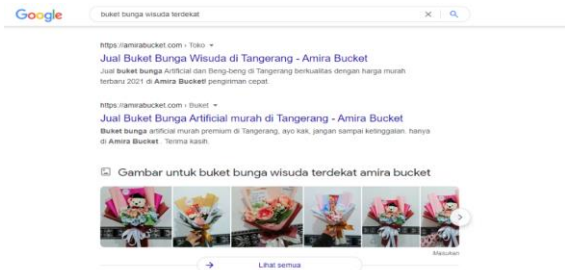 Google
buket bunga wisuda terdekat
https://amirabucket.com › Toko
Jual Buket Bunga Wisuda di Tangerang - Amira Bucket
Jual buket bunga Artificial dan Beng-beng di Tangerang berkualitas dengan harga murah
terbaru 2021 di Amira Bucket! pengiriman cepat.
https://amirabucket.com › Buket
Jual Buket Bunga Artificial murah di Tangerang - Amira Bucket
Buket bunga artificial murah premium di Tangerang, ayo kak, jangan sampai ketinggalan. hanya
di Amira Bucket . Terima kasih.
Gambar untuk buket bunga wisuda terdekat amira bucket
Masukan
Lihat semua